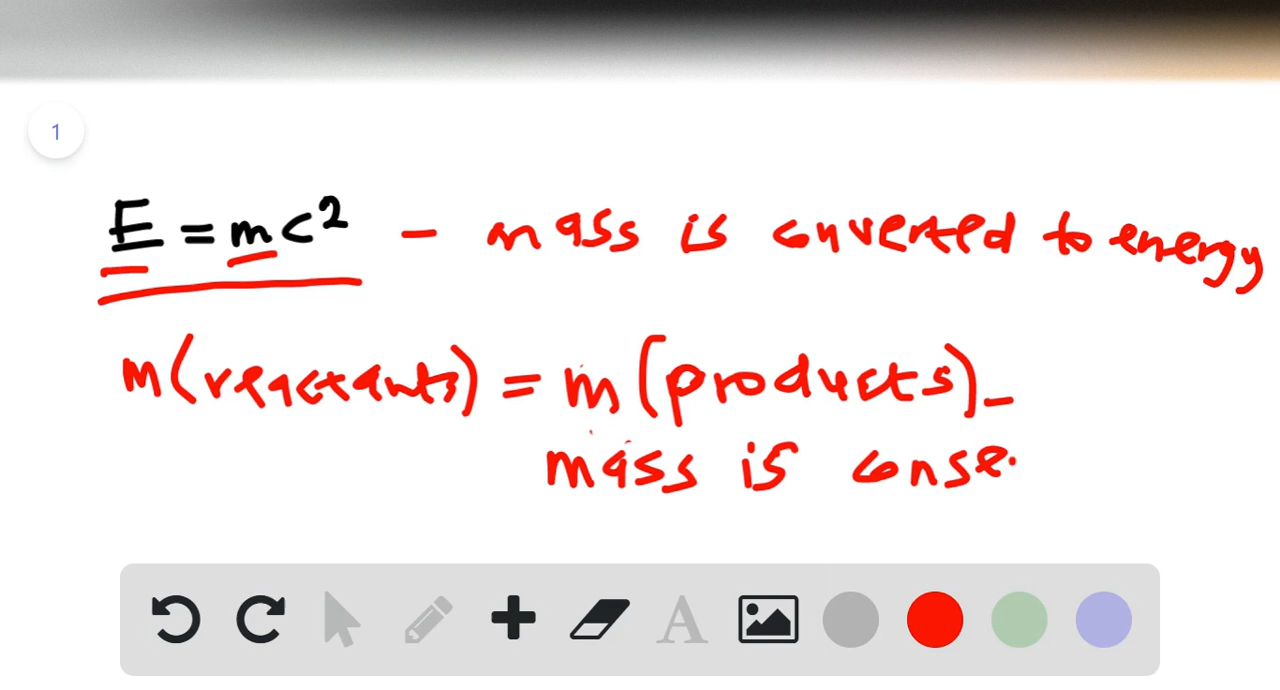 1
E = mc² - mass is converted to energy
m(reactants) = m(products) -
mass is conse
A